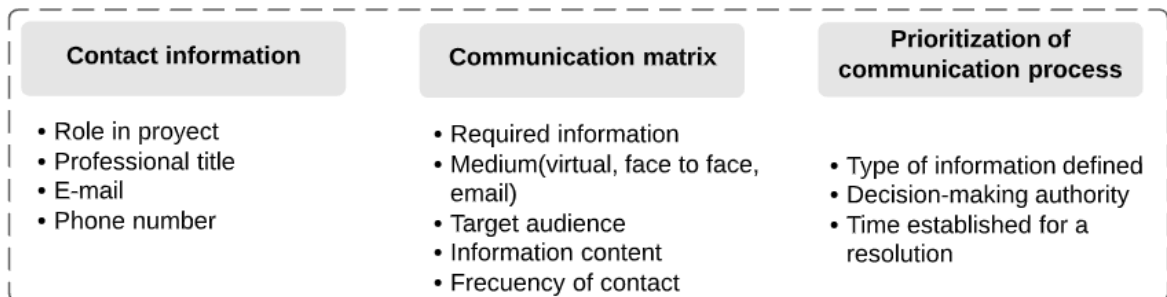 Contact information
• Role in proyect
• Professional title
• E-mail
• Phone number
Communication matrix
• Required information
• Medium(virtual, face to face,
email)
• Target audience
• Information content
• Frecuency of contact
Prioritization of
communication process
• Type of information defined
• Decision-making authority
• Time established for a
resolution